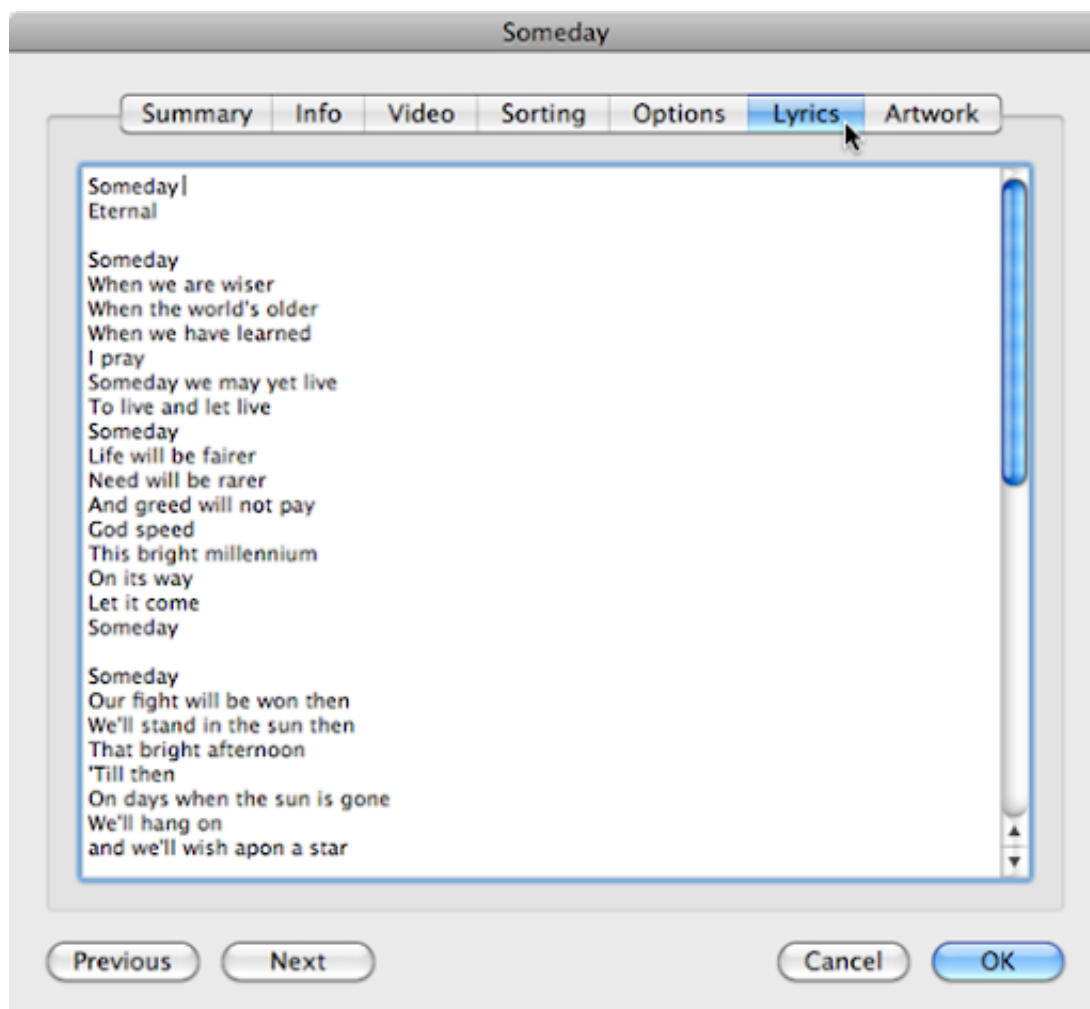 Someday
Summary Info Video Sorting Options Lyrics Artwork
Someday
Eternal
Someday
When we are wiser
When the world's older
When we have learned
I pray
Someday we may yet live
To live and let live
Someday
Life will be fairer
Need will be rarer
And greed will not pay
God speed
This bright millennium
On its way
Let it come
Someday
Someday
Our fight will be won then
We'll stand in the sun then
That bright afternoon
'Till then
On days when the sun is gone
We'll hang on
and we'll wish apon a star
Previous Next Cancel OK